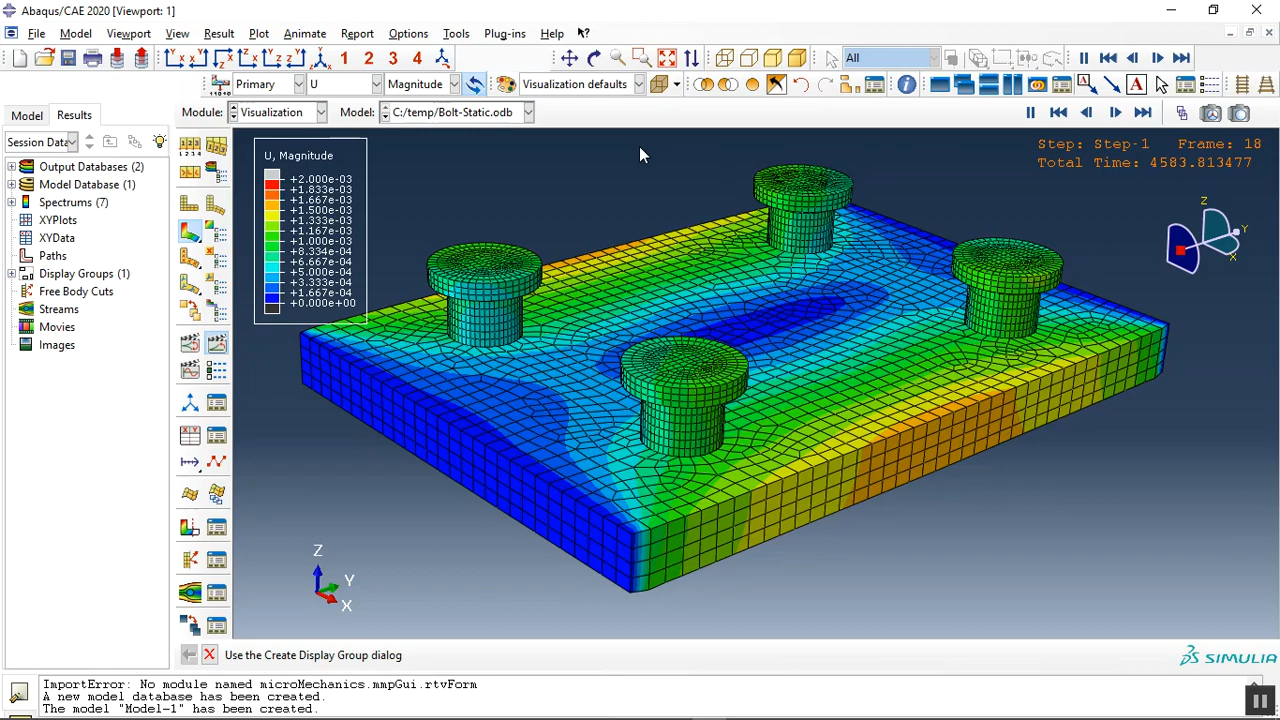 Abaqus/CAE 2020 [Viewport: 1]
File Model Viewport View Result Plot Animate Report Options Tools Plug-ins Help
1 2 3 4 All
Primary U Magnitude Visualization defaults
Model Results Module: Visualization Model: C:/temp/Bolt-Static.odb
Session Data
Output Databases (2)
Model Database (1)
Spectrums (7)
XYPlots
XYData
Paths
Display Groups (1)
Free Body Cuts
Streams
Movies
Images
U, Magnitude
+2.000e-03
+1.833e-03
+1.667e-03
+1.500e-03
+1.333e-03
+1.167e-03
+1.000e-03
+8.334e-04
+6.667e-04
+5.000e-04
+3.333e-04
+1.667e-04
+0.000e+00
Step: Step-1 Frame: 18
Total Time: 4583.813477
Z
Y
X
Z
Y
X
Use the Create Display Group dialog
SIMULIA
ImportError: No module named microMechanics.mmpGui.rtvForm
A new model database has been created.
The model "Model-1" has been created.